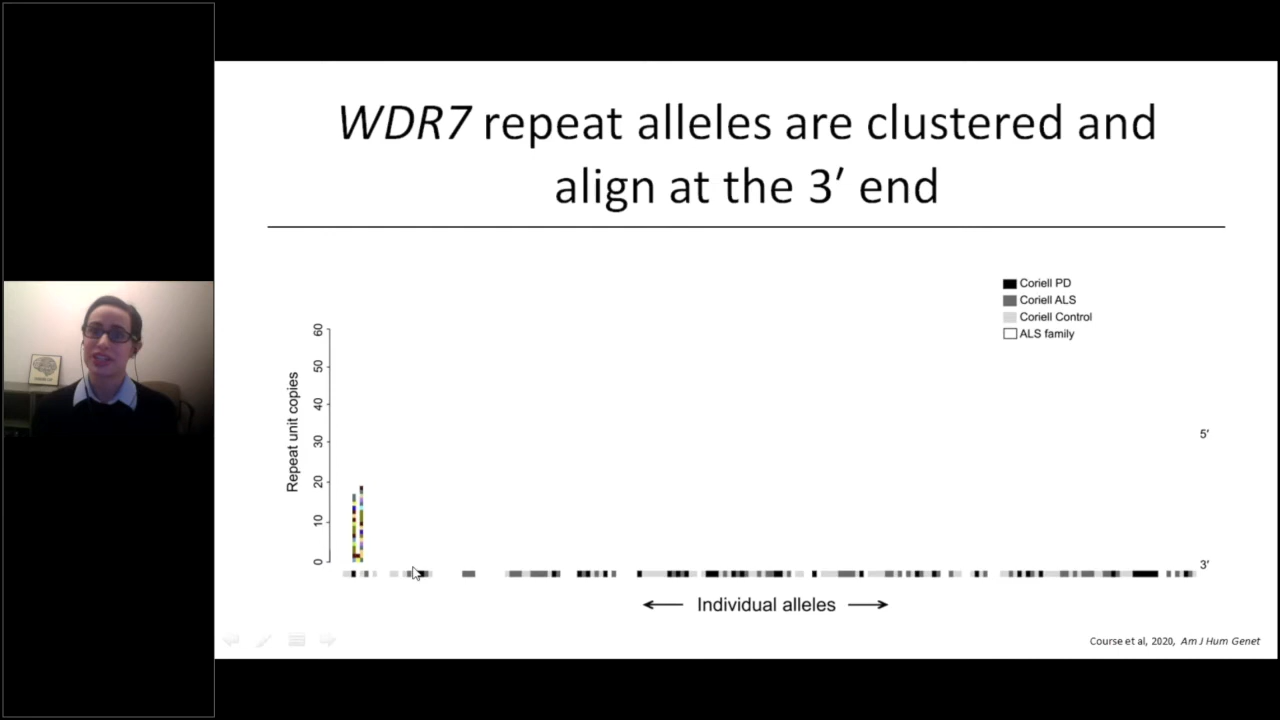 WDR7 repeat alleles are clustered and
align at the 3′ end
Coriell PD
Coriell ALS
Coriell Control
ALS family
Repeat unit copies
60
50
40
30
20
10
0
5′
3′
Individual alleles
Course et al, 2020, Am J Hum Genet